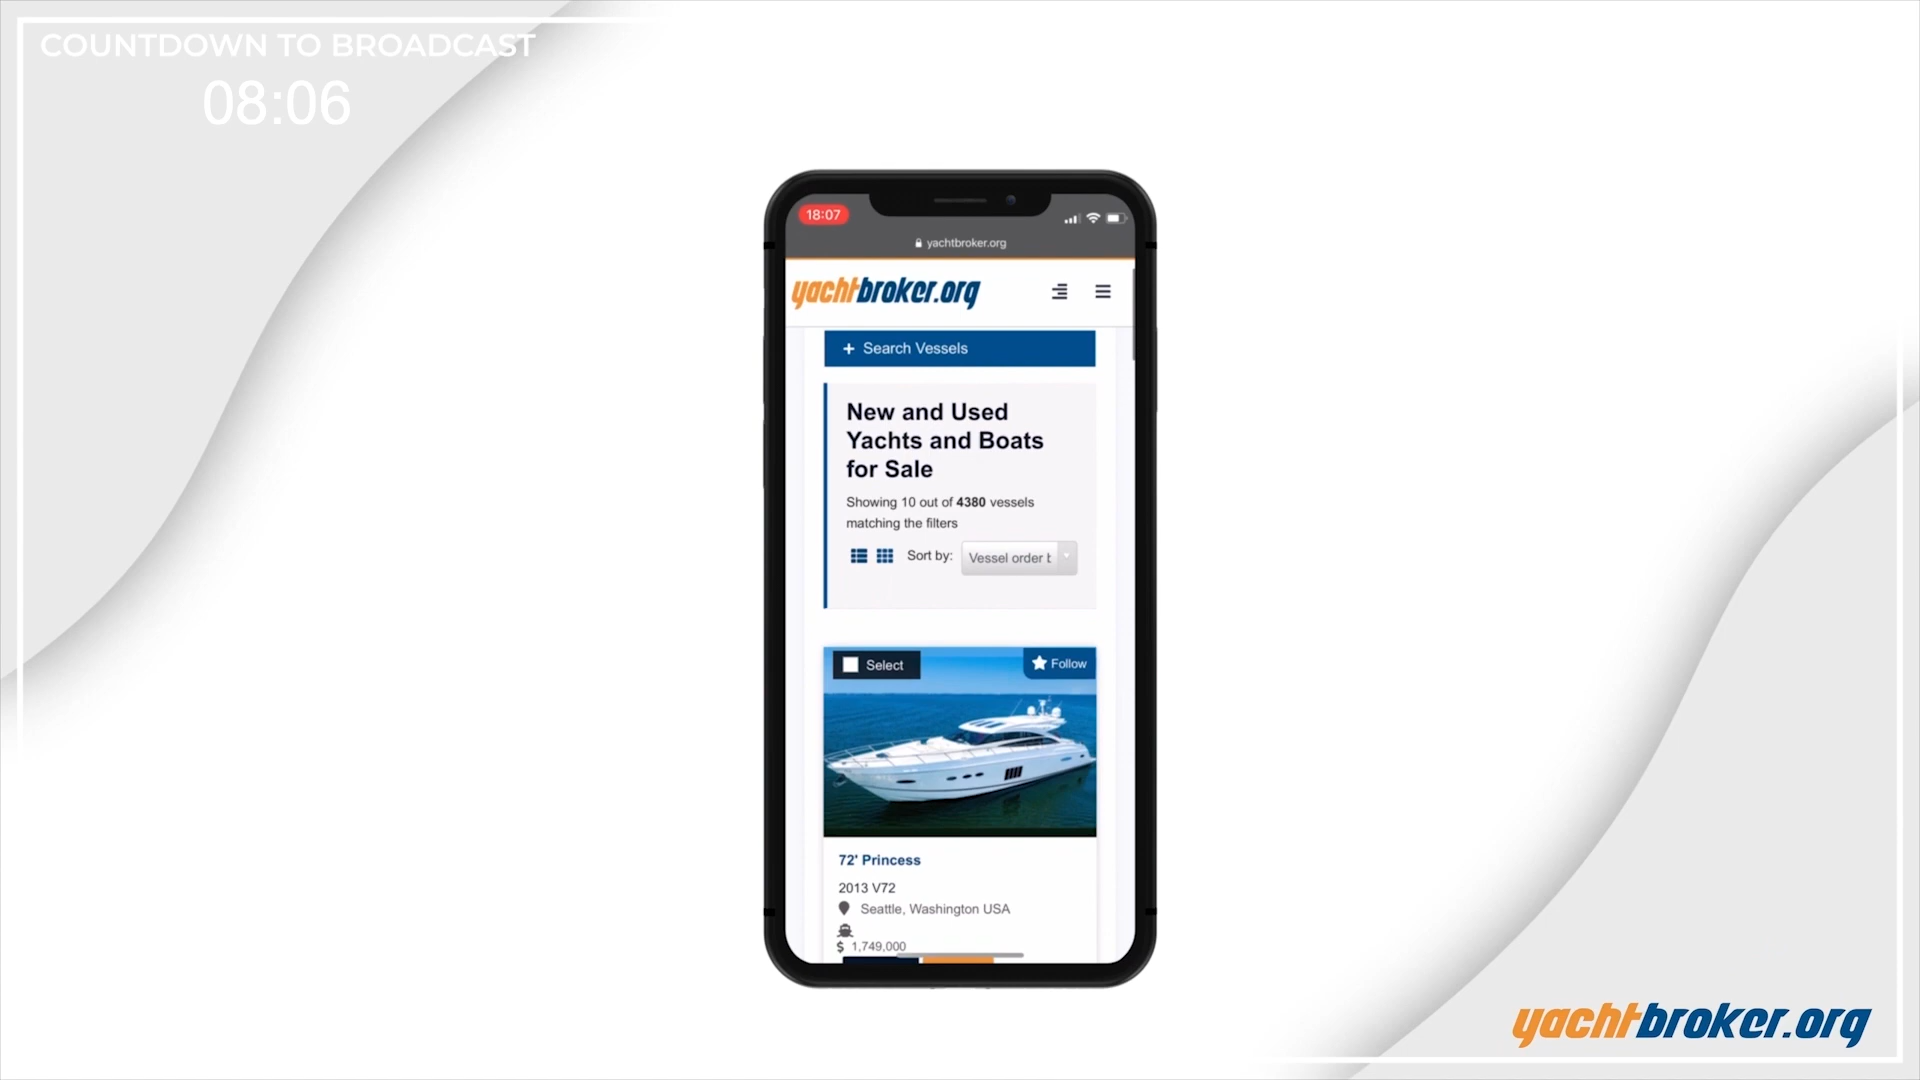 COUNTDOWN TO BROADCAST
08:06
18:07
yachtbroker.org
yachtbroker.org
+ Search Vessels
New and Used
Yachts and Boats
for Sale
Showing 10 out of 4380 vessels
matching the filters
Sort by: Vessel order t
Select
Follow
72' Princess
2013 V72
Seattle, Washington USA
$ 1,749,000
yachtbroker.org